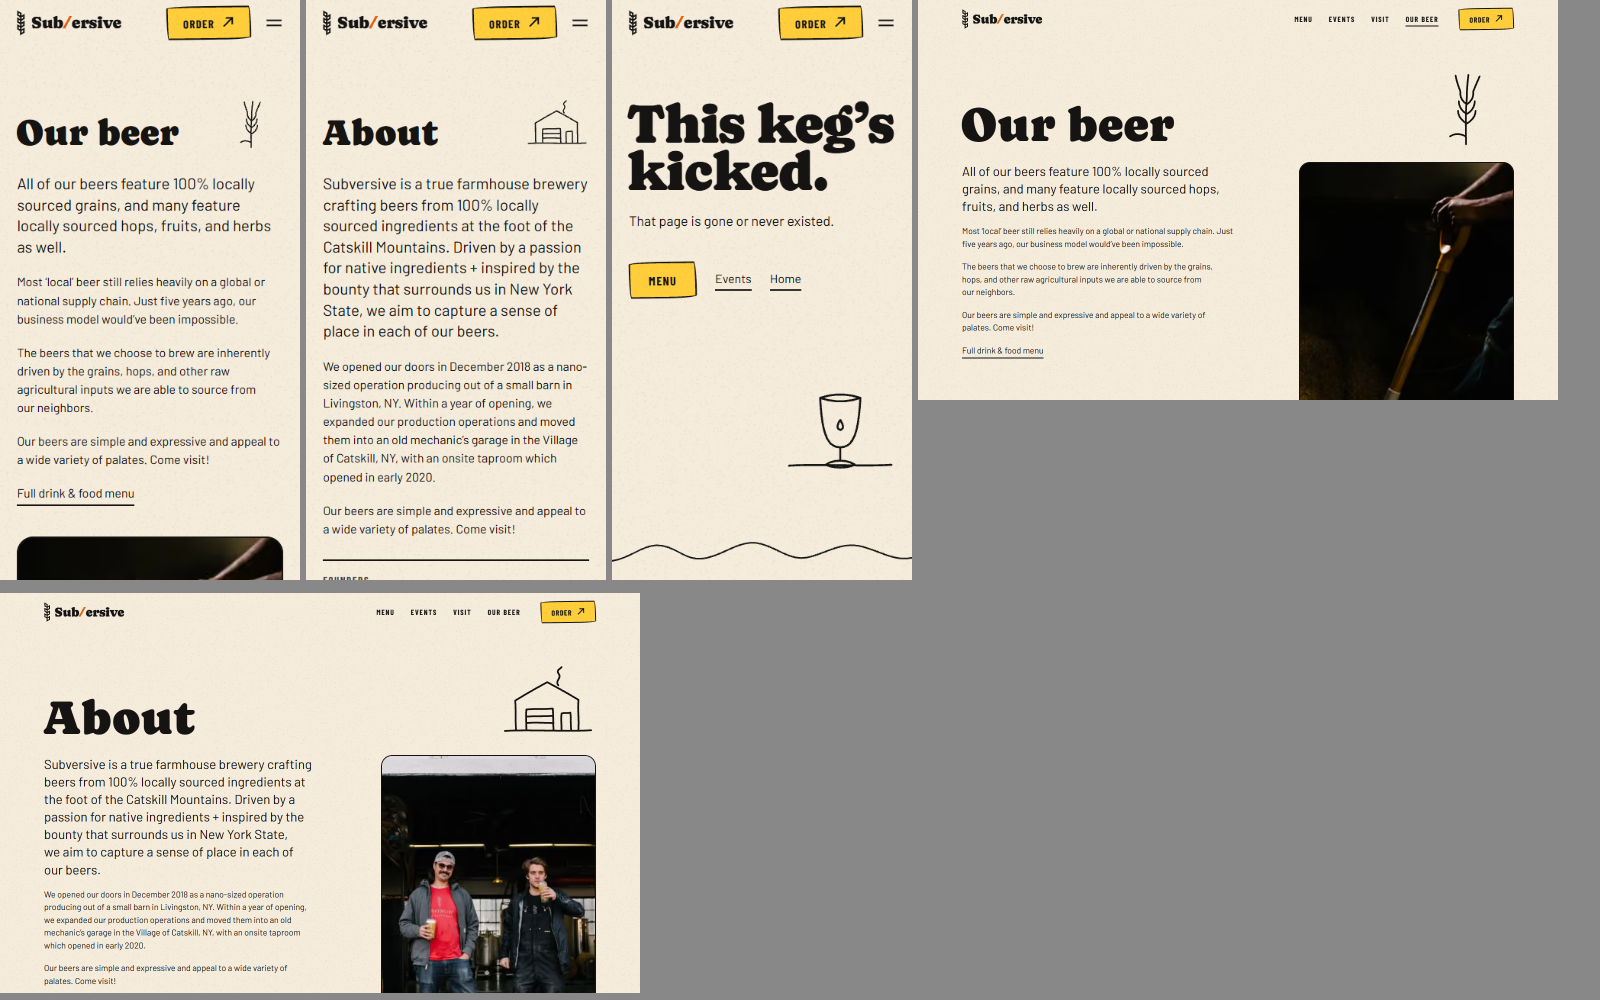 Sub/ersive
ORDER
Our beer
All of our beers feature 100% locally
sourced grains, and many feature
locally sourced hops, fruits, and herbs
as well.
Most ‘local’ beer still relies heavily on a global or
national supply chain. Just five years ago, our
business model would’ve been impossible.
The beers that we choose to brew are inherently
driven by the grains, hops, and other raw
agricultural inputs we are able to source from
our neighbors.
Our beers are simple and expressive and appeal to
a wide variety of palates. Come visit!
Full drink & food menu
Sub/ersive
ORDER
About
Subversive is a true farmhouse brewery
crafting beers from 100% locally
sourced ingredients at the foot of the
Catskill Mountains. Driven by a passion
for native ingredients + inspired by the
bounty that surrounds us in New York
State, we aim to capture a sense of
place in each of our beers.
We opened our doors in December 2018 as a nano-
sized operation producing out of a small barn in
Livingston, NY. Within a year of opening, we
expanded our production operations and moved
them into an old mechanic’s garage in the Village
of Catskill, NY, with an onsite taproom which
opened in early 2020.
Our beers are simple and expressive and appeal to
a wide variety of palates. Come visit!
FOUNDERS
Sub/ersive
ORDER
This keg’s
kicked.
That page is gone or never existed.
MENU
Events
Home
Sub/ersive
MENU
EVENTS
VISIT
OUR BEER
ORDER
Our beer
All of our beers feature 100% locally sourced
grains, and many feature locally sourced hops,
fruits, and herbs as well.
Most ‘local’ beer still relies heavily on a global or national supply chain. Just
five years ago, our business model would’ve been impossible.
The beers that we choose to brew are inherently driven by the grains,
hops, and other raw agricultural inputs we are able to source from
our neighbors.
Our beers are simple and expressive and appeal to a wide variety of
palates. Come visit!
Full drink & food menu
Sub/ersive
MENU
EVENTS
VISIT
OUR BEER
ORDER
About
Subversive is a true farmhouse brewery crafting
beers from 100% locally sourced ingredients at
the foot of the Catskill Mountains. Driven by a
passion for native ingredients + inspired by the
bounty that surrounds us in New York State,
we aim to capture a sense of place in each of
our beers.
We opened our doors in December 2018 as a nano-sized operation
producing out of a small barn in Livingston, NY. Within a year of opening,
we expanded our production operations and moved them into an old
mechanic’s garage in the Village of Catskill, NY, with an onsite taproom
which opened in early 2020.
Our beers are simple and expressive and appeal to a wide variety of
palates. Come visit!